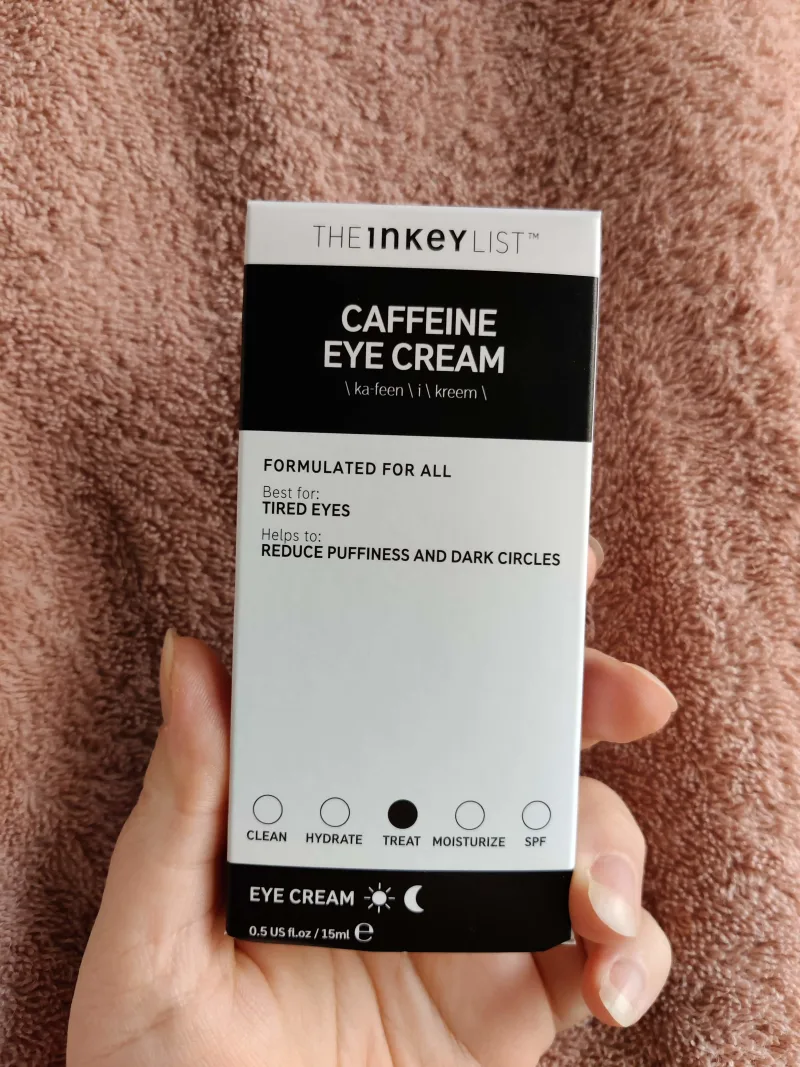 THE INKEY LIST™
CAFFEINE
EYE CREAM
\ ka-feen \ i \ kreem \
FORMULATED FOR ALL
Best for:
TIRED EYES
Helps to:
REDUCE PUFFINESS AND DARK CIRCLES
CLEAN HYDRATE TREAT MOISTURIZE SPF
EYE CREAM
0.5 US fl.oz / 15ml ℮